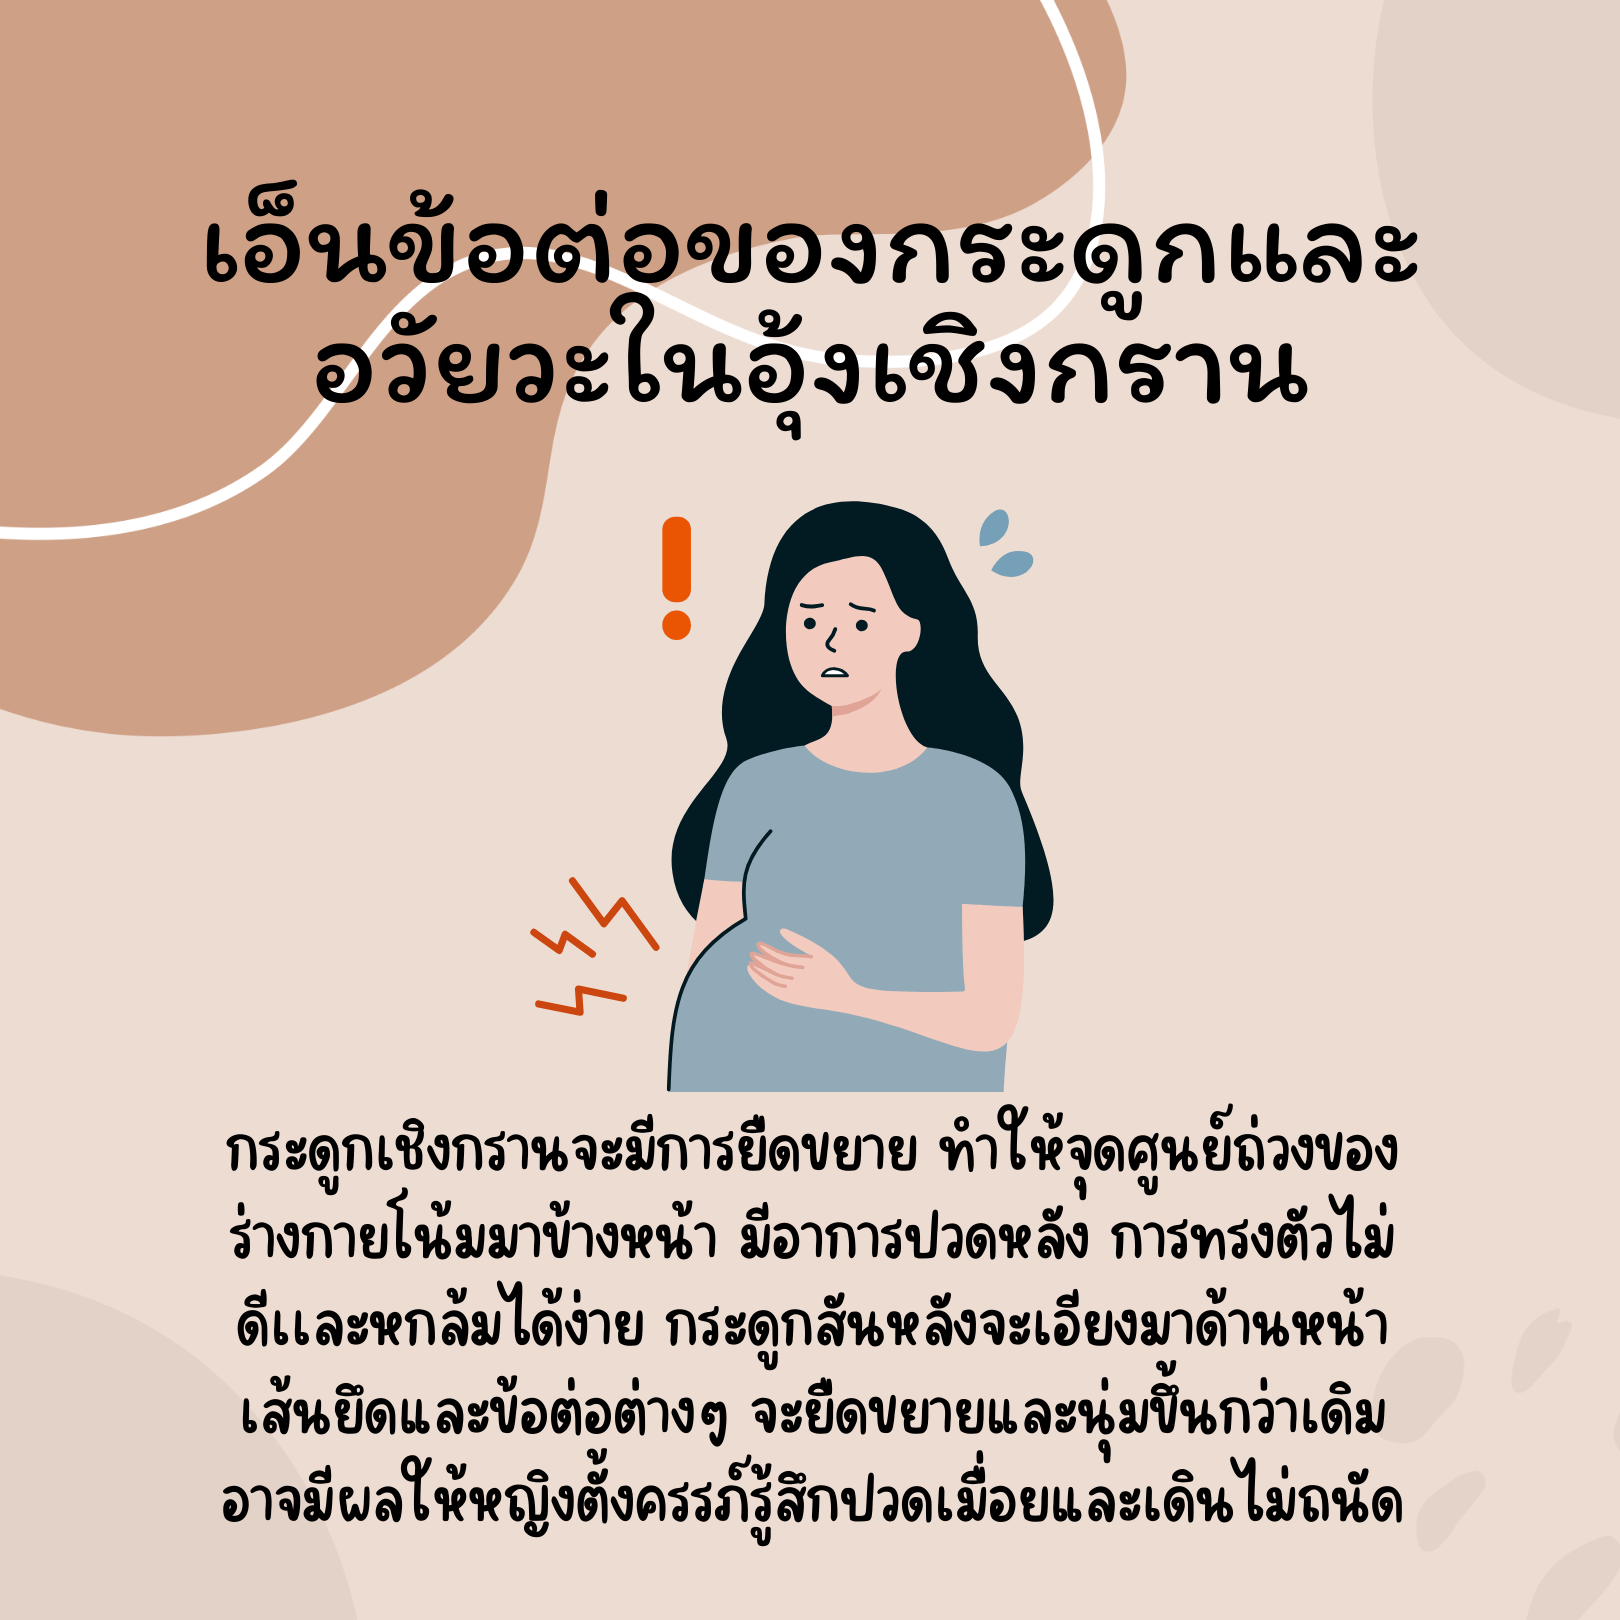 เอ็นข้อต่อของกระดูกและ
อวัยวะในอุ้งเชิงกราน
กระดูกเชิงกรานจะมีการยืดขยาย ทำให้จุดศูนย์ถ่วงของ
ร่างกายโน้มมาข้างหน้า มีอาการปวดหลัง การทรงตัวไม่
ดีเเละหกล้มได้ง่าย กระดูกสันหลังจะเอียงมาด้านหน้า
เส้นยึดและข้อต่อต่างๆ จะยืดขยายและนุ่มขึ้นกว่าเดิม
อาจมีผลให้หญิงตั้งครรภ์รู้สึกปวดเมื่อยและเดินไม่ถนัด